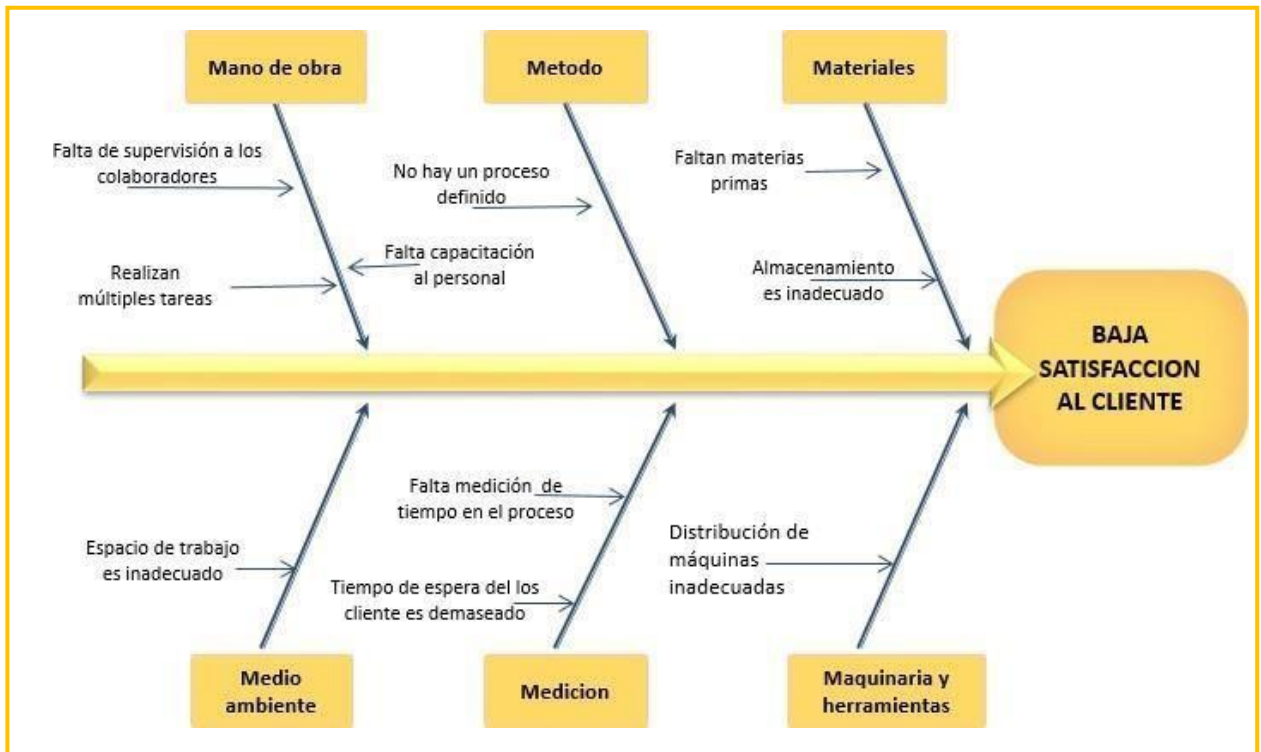 Mano de obra
Metodo
Materiales
Falta de supervisión a los
colaboradores
No hay un proceso
definido
Faltan materias
primas
Realizan
múltiples tareas
Falta capacitación
al personal
Almacenamiento
es inadecuado
BAJA
SATISFACCION
AL CLIENTE
Espacio de trabajo
es inadecuado
Falta medición de
tiempo en el proceso
Tiempo de espera del los
cliente es demaseado
Distribución de
máquinas
inadecuadas
Medio
ambiente
Medicion
Maquinaria y
herramientas